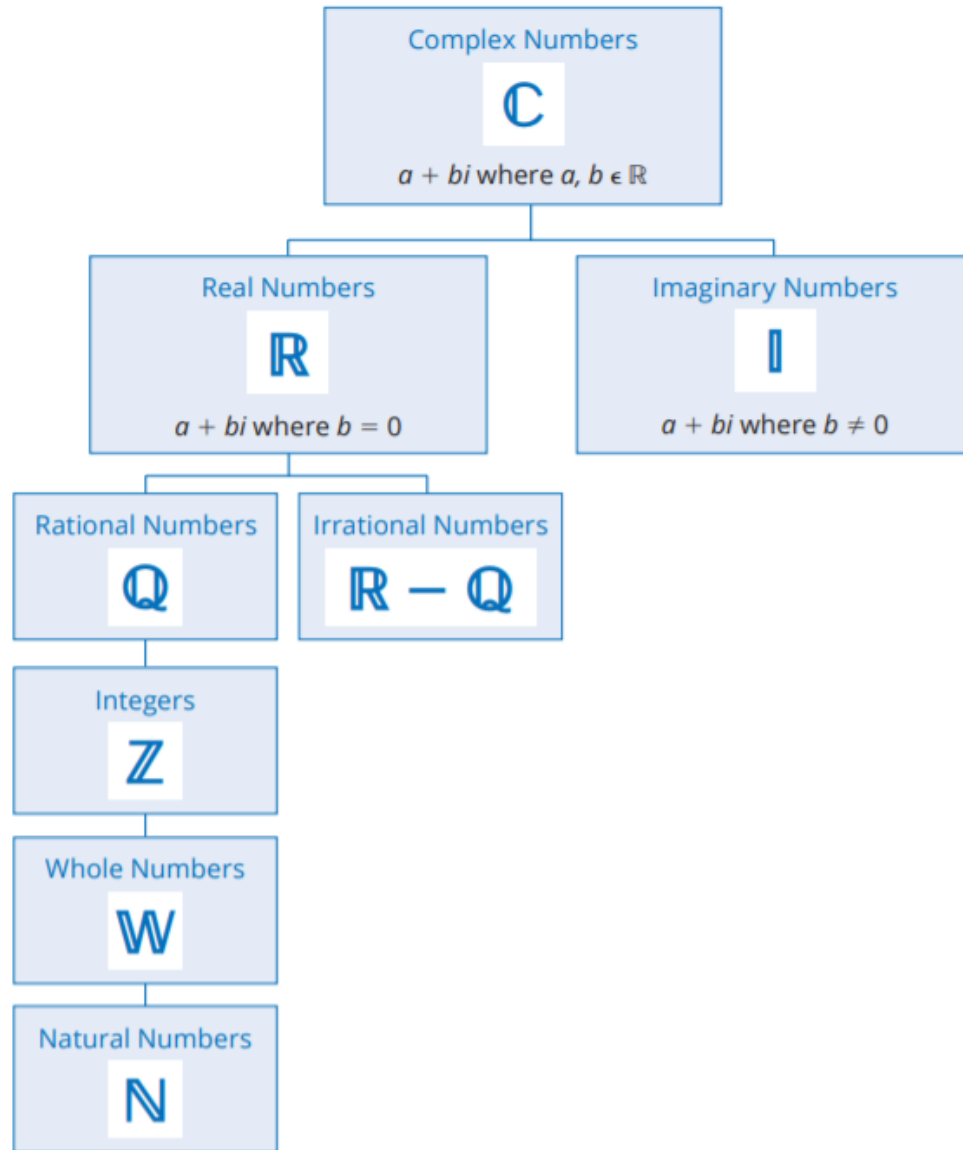 Complex Numbers
ℂ
a + bi where a, b ϵ ℝ
Real Numbers
ℝ
a + bi where b = 0
Imaginary Numbers
𝕀
a + bi where b ≠ 0
Rational Numbers
ℚ
Irrational Numbers
ℝ – ℚ
Integers
ℤ
Whole Numbers
𝕎
Natural Numbers
ℕ